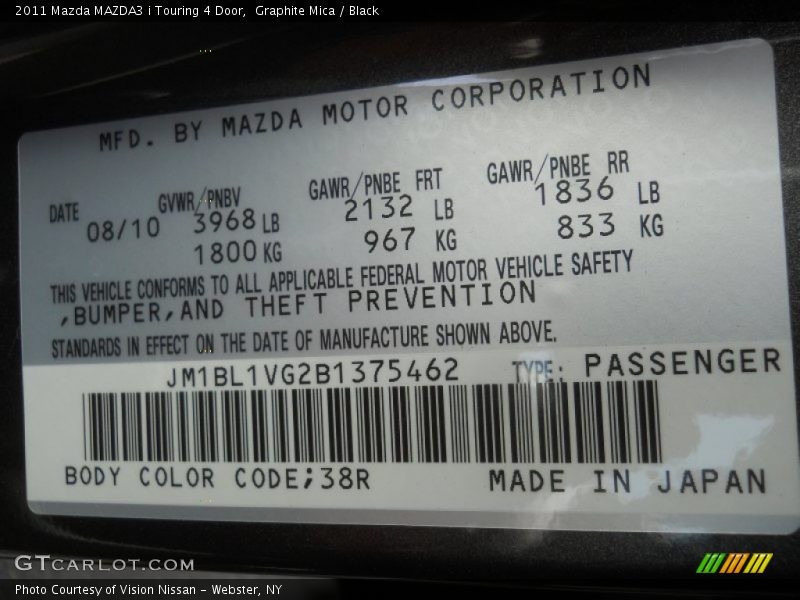 2011 Mazda MAZDA3 i Touring 4 Door, Graphite Mica / Black
MFD. BY MAZDA MOTOR CORPORATION
DATE GVWR/PNBV GAWR/PNBE FRT GAWR/PNBE RR
08/10 3968 LB 2132 LB 1836 LB
1800 KG 967 KG 833 KG
THIS VEHICLE CONFORMS TO ALL APPLICABLE FEDERAL MOTOR VEHICLE SAFETY
,BUMPER,AND THEFT PREVENTION
STANDARDS IN EFFECT ON THE DATE OF MANUFACTURE SHOWN ABOVE.
JM1BL1VG2B1375462 TYPE: PASSENGER
BODY COLOR CODE;38R MADE IN JAPAN
GTCARLOT.COM
Photo Courtesy of Vision Nissan - Webster, NY